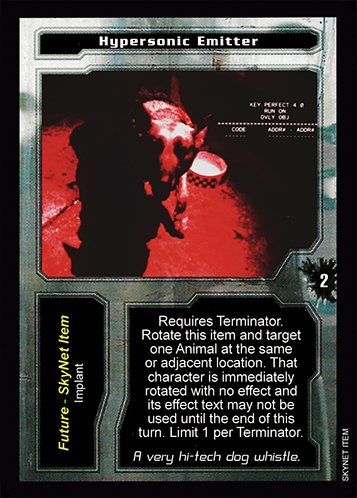 Hypersonic Emitter
KEY PERFECT 4 0
RUN ON
OVLY OBJ
CODE ADDR# - ADDR#
2
Future - SkyNet Item
Implant
Requires Terminator.
Rotate this item and target
one Animal at the same
or adjacent location. That
character is immediately
rotated with no effect and
its effect text may not be
used until the end of this
turn. Limit 1 per Terminator.
A very hi-tech dog whistle.
SKYNET ITEM